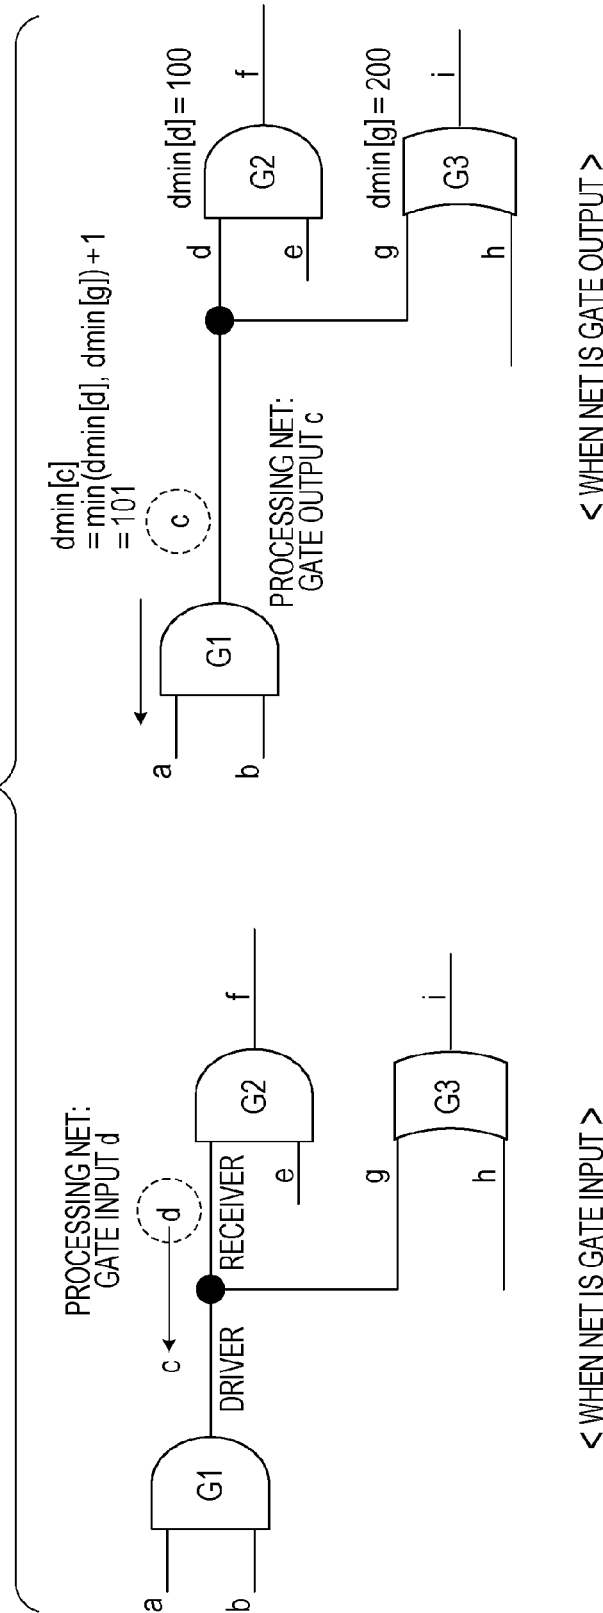 PROCESSING NET:
GATE INPUT d
c
d
DRIVER
RECEIVER
a
b
G1
G2
e
f
g
h
G3
i
< WHEN NET IS GATE INPUT >
dmin[c]
=min(dmin[d], dmin[g])+1
=101
c
PROCESSING NET:
GATE OUTPUT c
a
b
G1
d
dmin[d]=100
e
G2
f
g
dmin[g]=200
h
G3
i
< WHEN NET IS GATE OUTPUT >